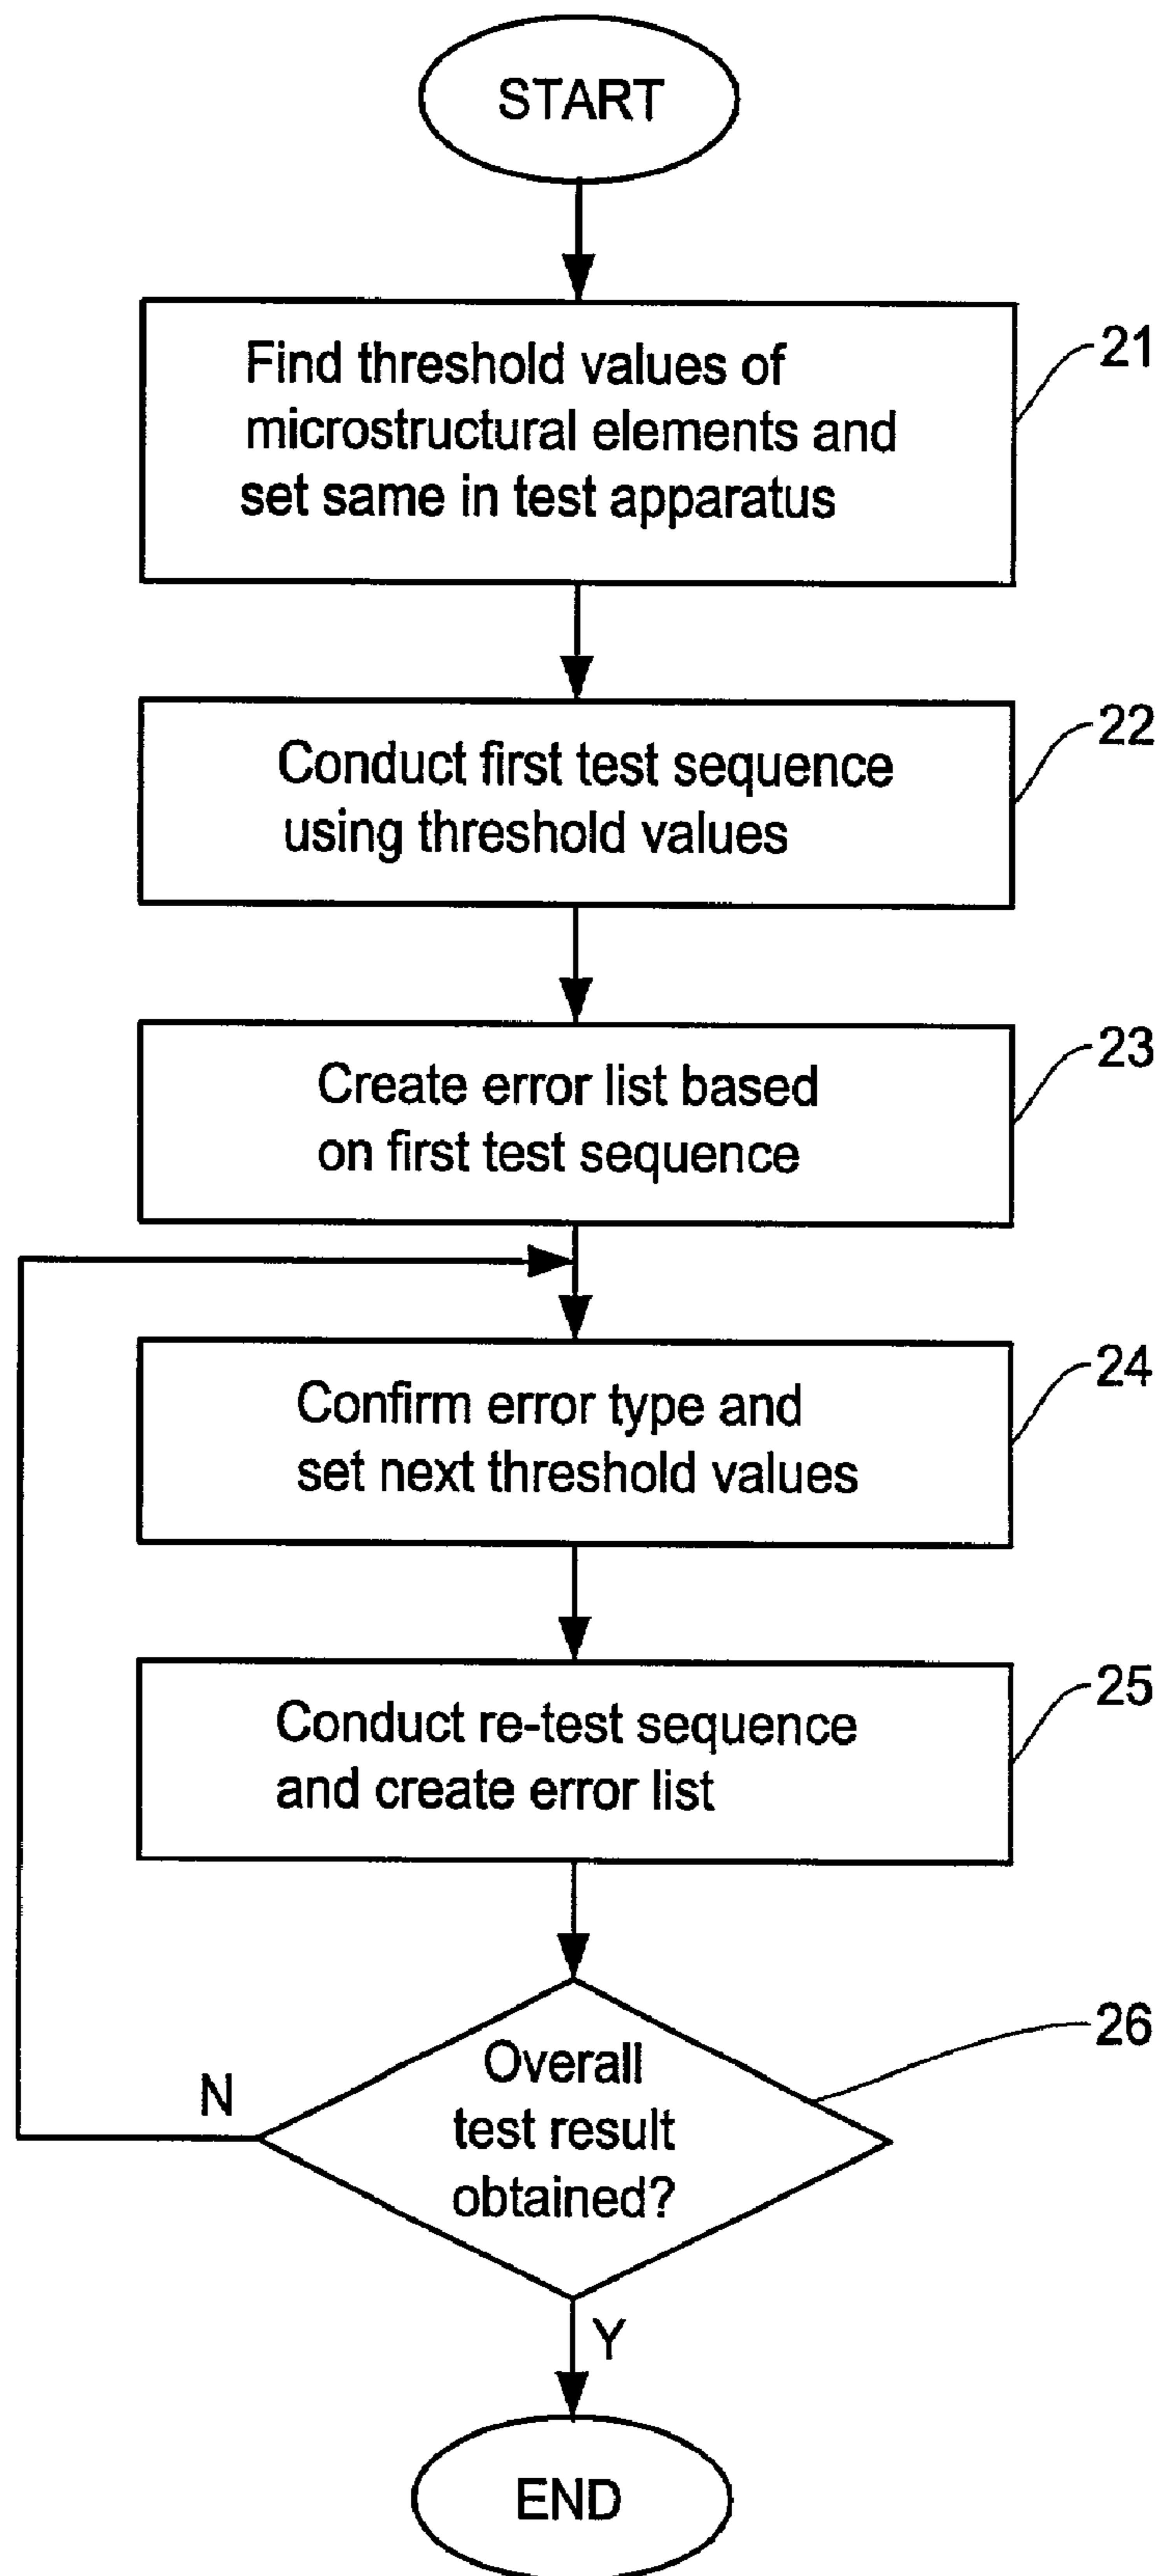 START
Find threshold values of
microstructural elements and
set same in test apparatus
21
Conduct first test sequence
using threshold values
22
Create error list based
on first test sequence
23
Confirm error type and
set next threshold values
24
Conduct re-test sequence
and create error list
25
Overall
test result
obtained?
26
N
Y
END